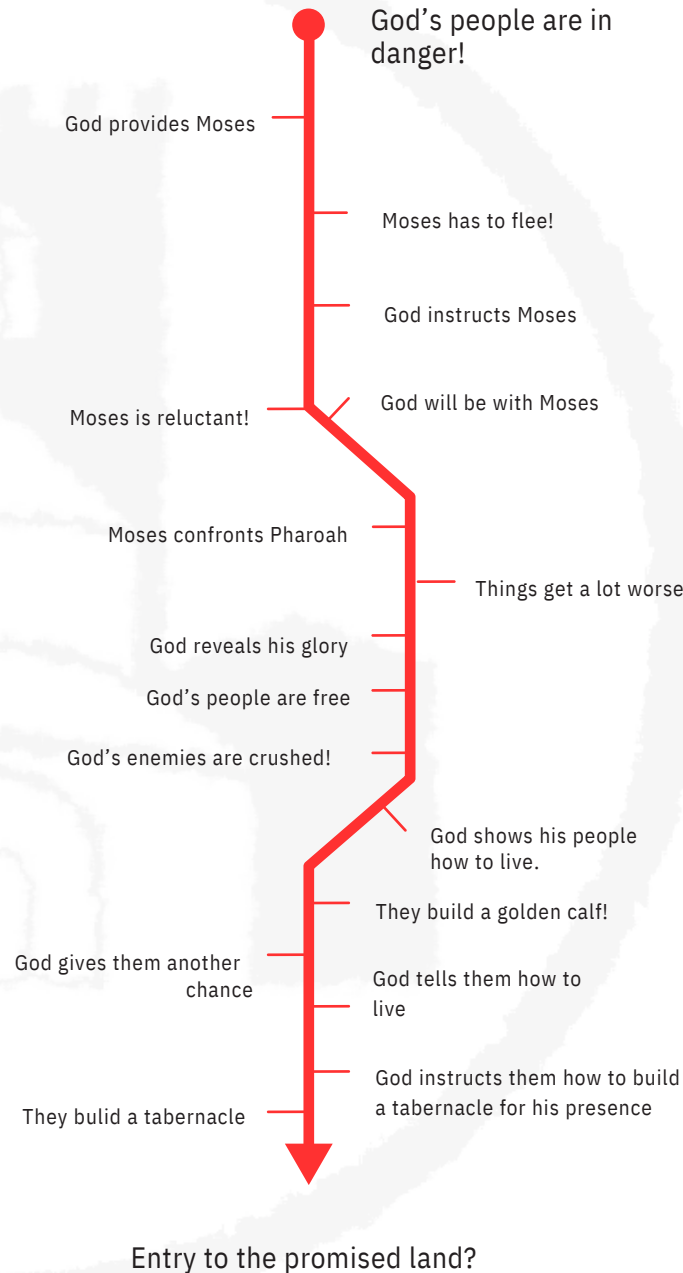 God’s people are in
danger!
God provides Moses
Moses has to flee!
God instructs Moses
God will be with Moses
Moses is reluctant!
Moses confronts Pharoah
Things get a lot worse
God reveals his glory
God’s people are free
God’s enemies are crushed!
God shows his people
how to live.
They build a golden calf!
God gives them another
chance
God tells them how to
live
God instructs them how to build
a tabernacle for his presence
They bulid a tabernacle
Entry to the promised land?